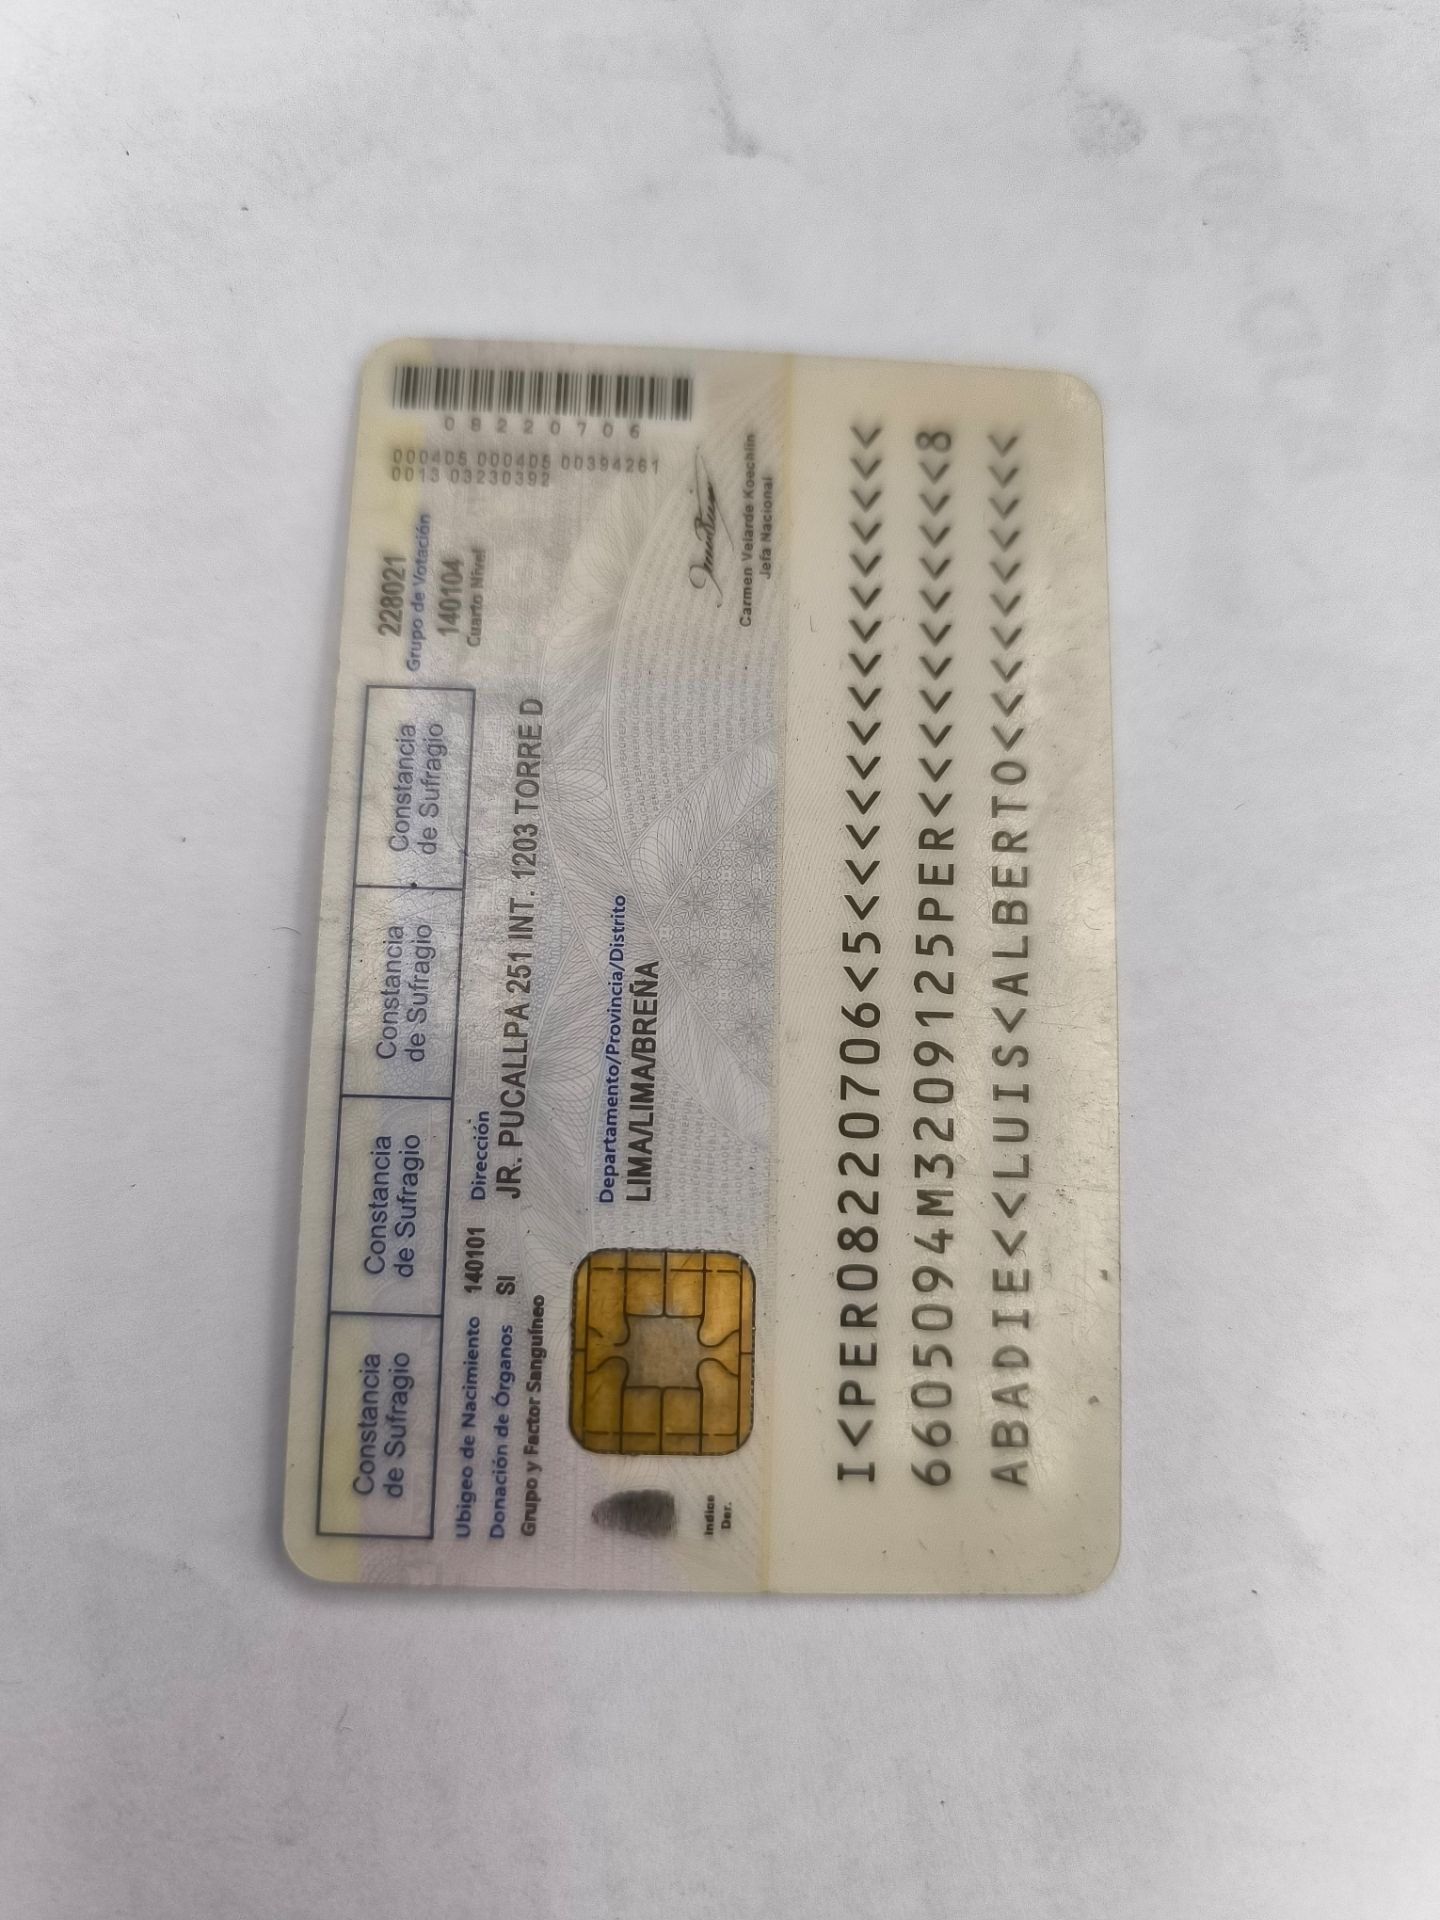 Constancia
de Sufragio
Constancia
de Sufragio
Constancia
de Sufragio
Constancia
de Sufragio
228021
Grupo de Votación
140104
Cuarto Nivel
08220706
000405 000405 00394261
0013 03230392
Ubigeo de Nacimiento 140101
Donación de Órganos SI
Grupo y Factor Sanguíneo
Dirección
JR. PUCALLPA 251 INT. 1203 TORRE D
Departamento/Provincia/Distrito
LIMA/LIMA/BREÑA
Indice
Der.
Carmen Velarde Koechlin
Jefa Nacional
I<PER08220706<5<<<<<<<<<<<<<<<
6605094M3209125PER<<<<<<<<<<<8
ABADIE<<LUIS<ALBERTO<<<<<<<<<<